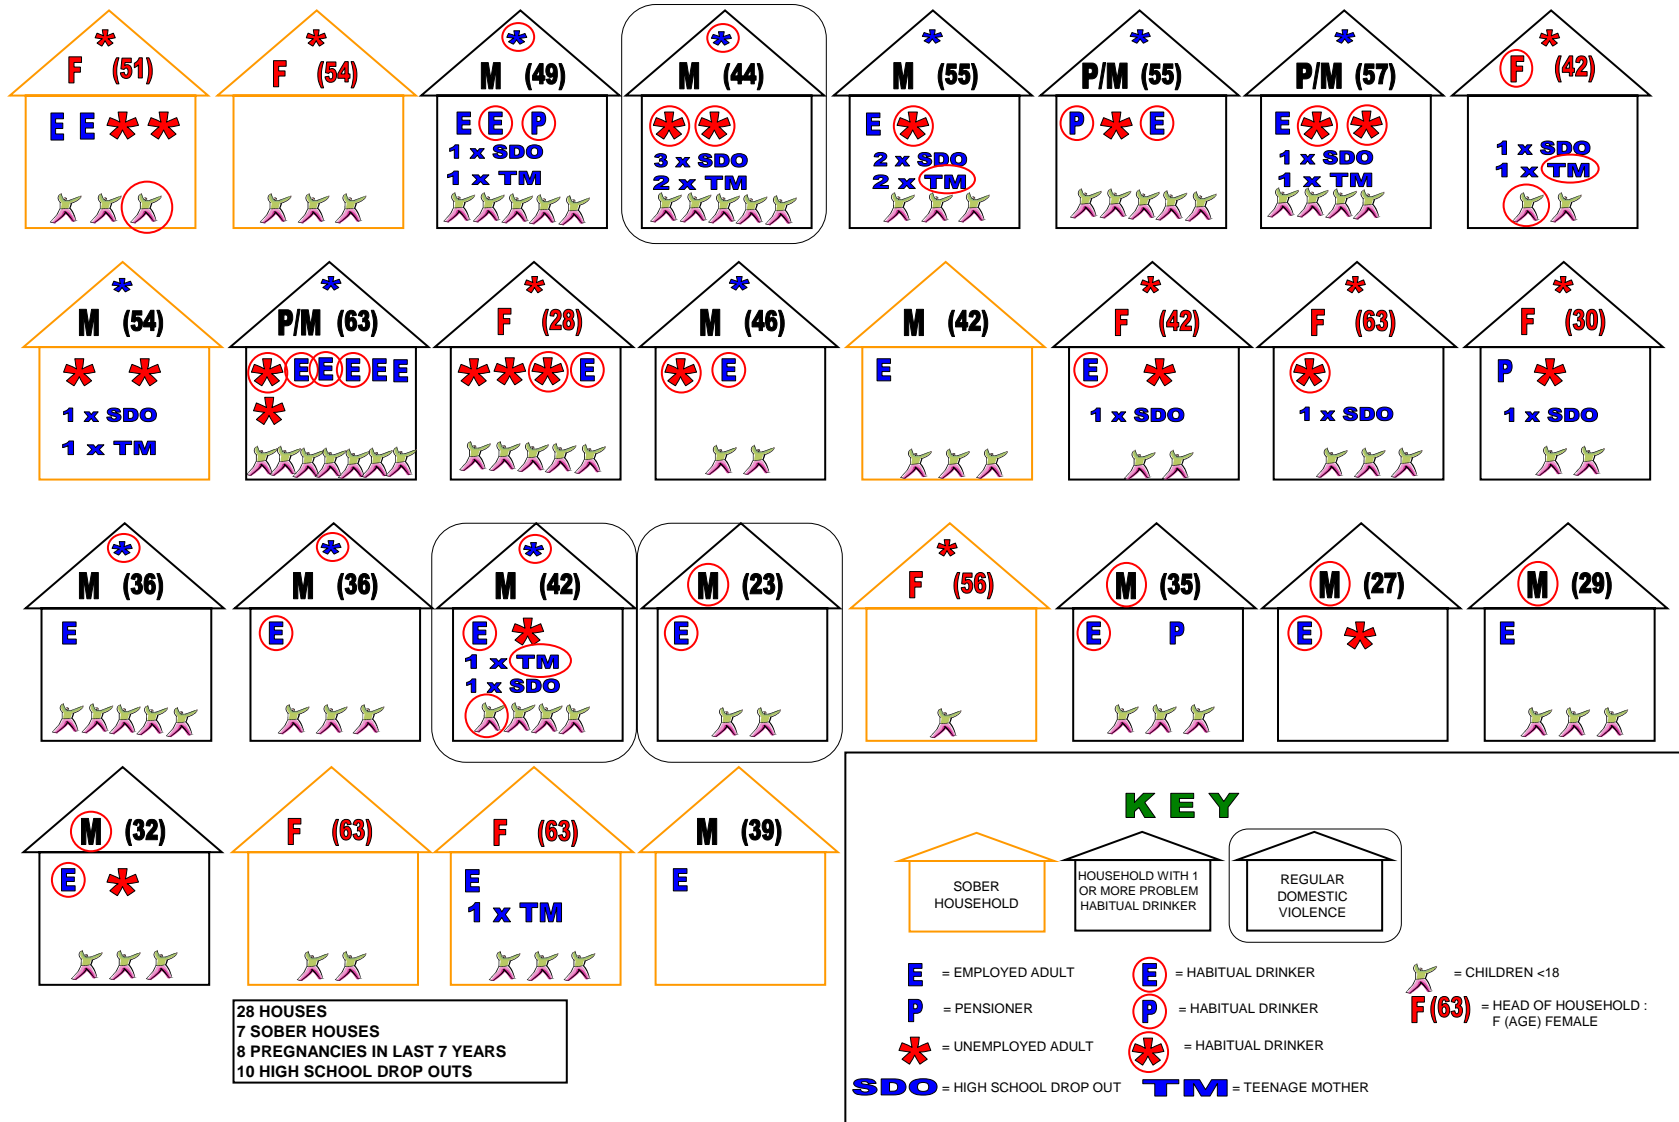 F (51)
F (54)
M (49)
M (44)
M (55)
P/M (55)
P/M (57)
F (42)
E E * *
E E P
1 x SDO
1 x TM
* *
3 x SDO
2 x TM
E *
2 x SDO
2 x TM
P * E
E * *
1 x SDO
1 x TM
1 x SDO
1 x TM
M (54)
P/M (63)
F (28)
M (46)
M (42)
F (42)
F (63)
F (30)
* *
1 x SDO
1 x TM
* E E E E E
*
* * * E
* E
E
E *
1 x SDO
*
1 x SDO
P *
1 x SDO
M (36)
M (36)
M (42)
M (23)
F (56)
M (35)
M (27)
M (29)
E
E
E *
1 x TM
1 x SDO
E
E P
E *
E
M (32)
F (63)
F (63)
M (39)
E *
E
1 x TM
E
28 HOUSES
7 SOBER HOUSES
8 PREGNANCIES IN LAST 7 YEARS
10 HIGH SCHOOL DROP OUTS
KEY
SOBER
HOUSEHOLD
HOUSEHOLD WITH 1
OR MORE PROBLEM
HABITUAL DRINKER
REGULAR
DOMESTIC
VIOLENCE
E = EMPLOYED ADULT
E = HABITUAL DRINKER
= CHILDREN <18
P = PENSIONER
P = HABITUAL DRINKER
F (63) = HEAD OF HOUSEHOLD :
F (AGE) FEMALE
* = UNEMPLOYED ADULT
* = HABITUAL DRINKER
SDO = HIGH SCHOOL DROP OUT
TM = TEENAGE MOTHER